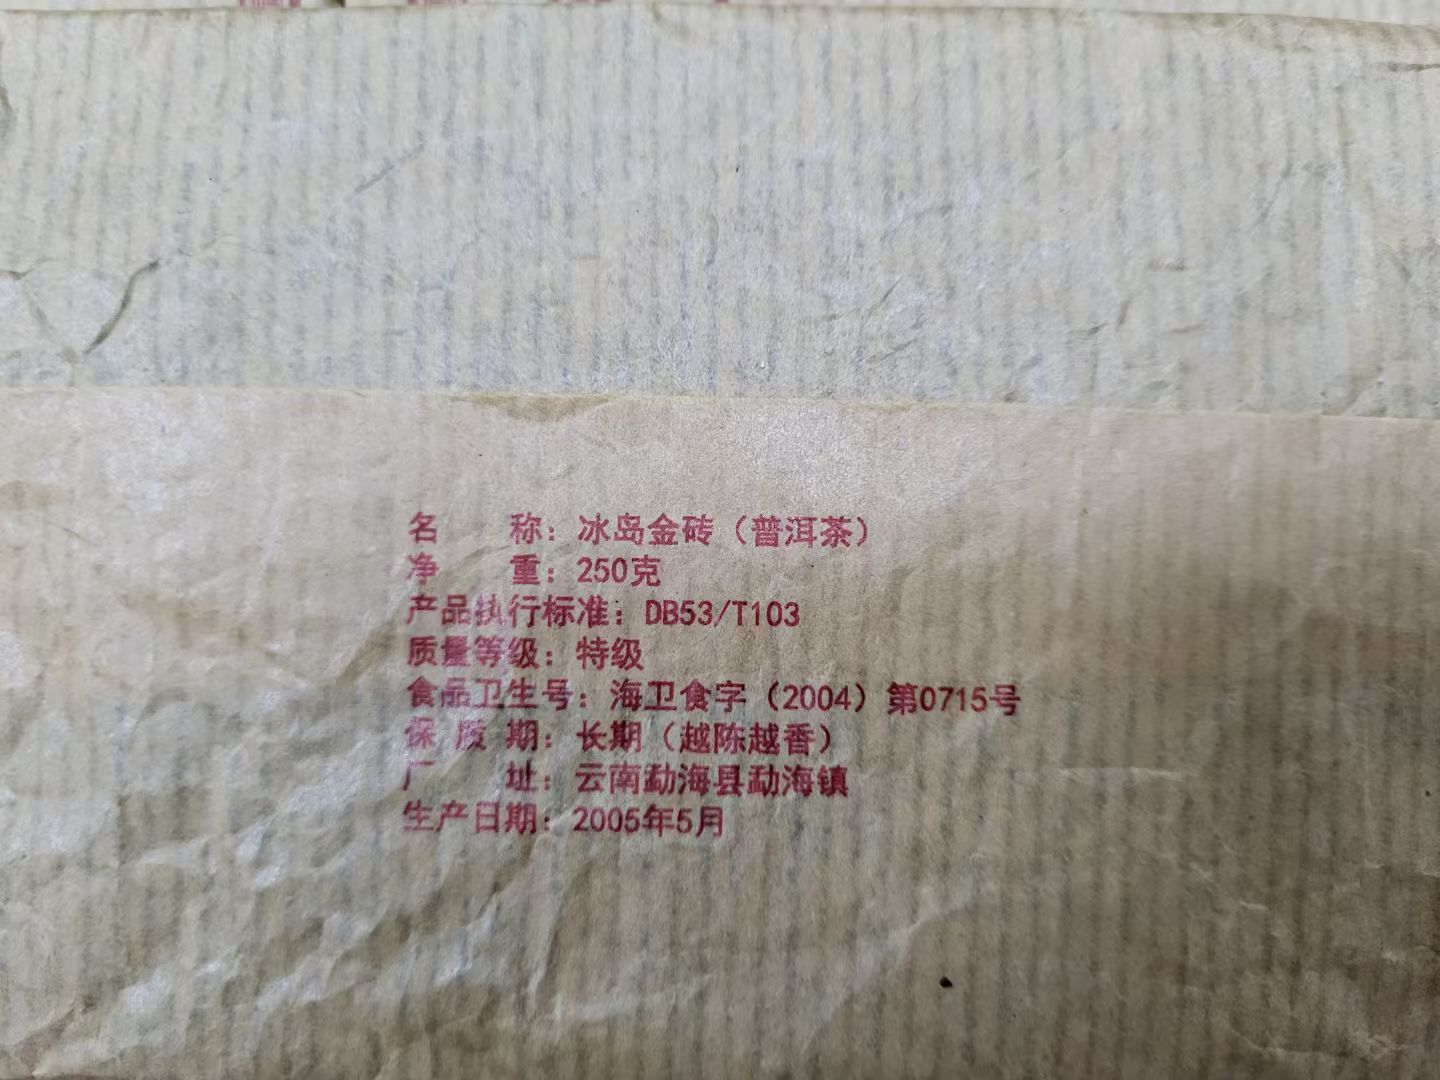 名 称：冰岛金砖（普洱茶）
净 重：250克
产品执行标准：DB53/T103
质量等级：特级
食品卫生号：海卫食字（2004）第0715号
保 质 期：长期（越陈越香）
厂 址：云南勐海县勐海镇
生产日期：2005年5月